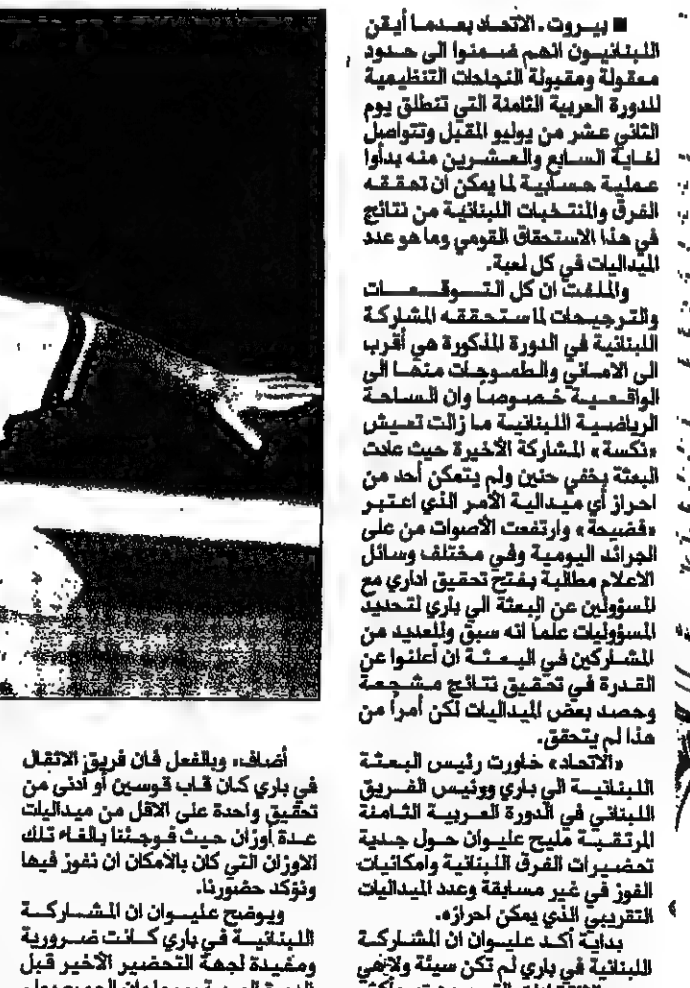 ■ بيروت ـ الاتحاد بعدما أيقن
اللبنانيون انهم ضمنوا الى حدود
معقولة ومقبولة النجاحات التنظيمية
للدورة العربية الثامنة التي تنطلق يوم
الثاني عشر من يوليو المقبل وتتواصل
لغاية السابع والعشرين منه بدأوا
عملية حسابية لما يمكن ان تحققه
الفرق والمنتخبات اللبنانية من نتائج
في هذا الاستحقاق القومي وما هو عدد
الميداليات في كل لعبة.
والملفت ان كل التوقعات
والترجيحات لما ستحققه المشاركة
اللبنانية في الدورة المذكورة هي أقرب
الى الاماني والطموحات منها الى
الواقعية خصوصا وان الساحة
الرياضية اللبنانية ما زالت تعيش
«نكسة» المشاركة الأخيرة حيث عادت
البعثة بخفي حنين ولم يتمكن أحد من
احراز أي ميدالية الأمر الذي اعتبر
«فضيحة» وارتفعت الأصوات من على
الجرائد اليومية وفي مختلف وسائل
الاعلام مطالبة بفتح تحقيق اداري مع
المسؤولين عن البعثة الي باري لتحديد
المسؤوليات علماً انه سبق وللعديد من
المشاركين في البعثة ان أعلنوا عن
القدرة في تحقيق نتائج مشجعة
وحصد بعض الميداليات لكن أمراً من
هذا لم يتحقق.
«الاتحاد» حاورت رئيس البعثة
اللبنانية الي باري وورئيس الفريق
اللبناني في الدورة العربية الثامنة
المرتقبة مليح عليوان حول جدية
تحضيرات الفرق اللبنانية وامكانيات
الفوز في غير مسابقة وعدد الميداليات
التقريبي الذي يمكن احرازه.
بداية أكد عليوان ان المشاركة
اللبنانية في باري لم تكن سيئة ولا هي
أضاف» وبالفعل فان فريق الاثقال
في باري كان قاب قوسين أو أدنى من
تحقيق واحدة على الاقل من ميداليات
عدة أوزان حيث فوجئنا بالغاء تلك
الاوزان التي كان بالامكان ان نفوز فيها
ونؤكد حضورنا.
ويوضح عليوان ان المشاركة
اللبنانية في باري كانت ضرورية
ومفيدة لجهة التحضير الأخير قبل